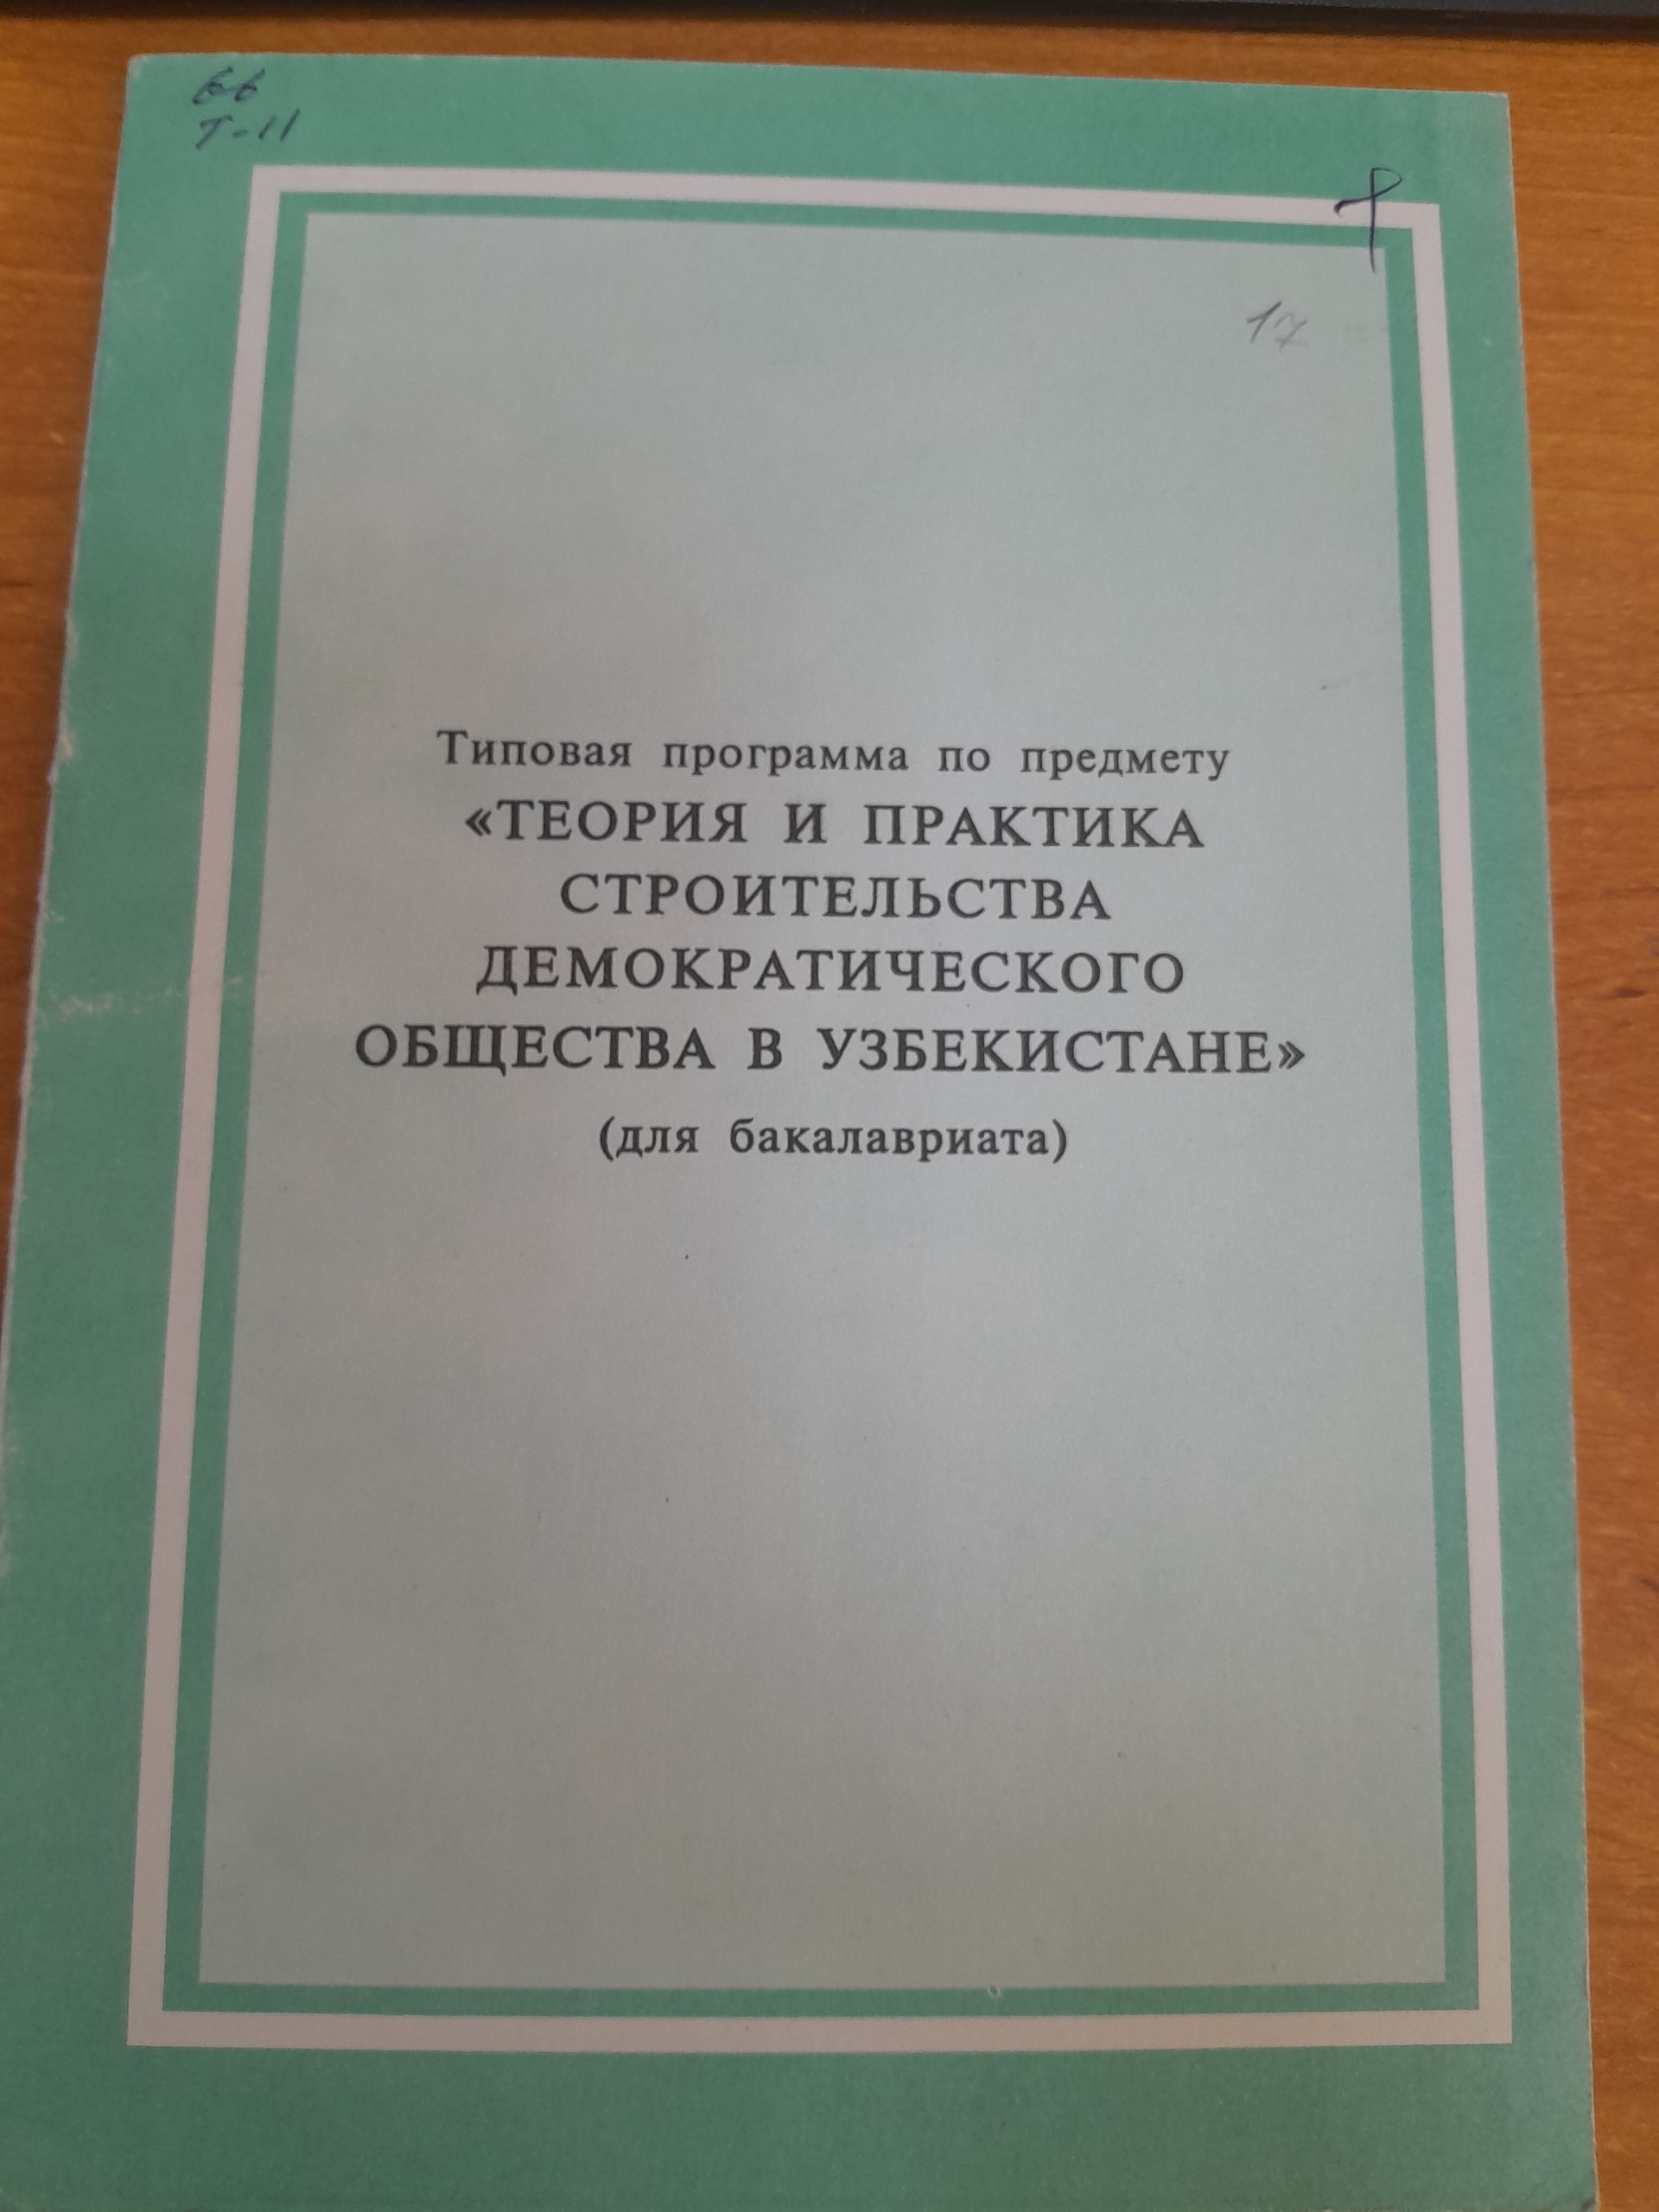 66
Т-11
17
Типовая программа по предмету
«ТЕОРИЯ И ПРАКТИКА
СТРОИТЕЛЬСТВА
ДЕМОКРАТИЧЕСКОГО
ОБЩЕСТВА В УЗБЕКИСТАНЕ»
(для бакалавриата)